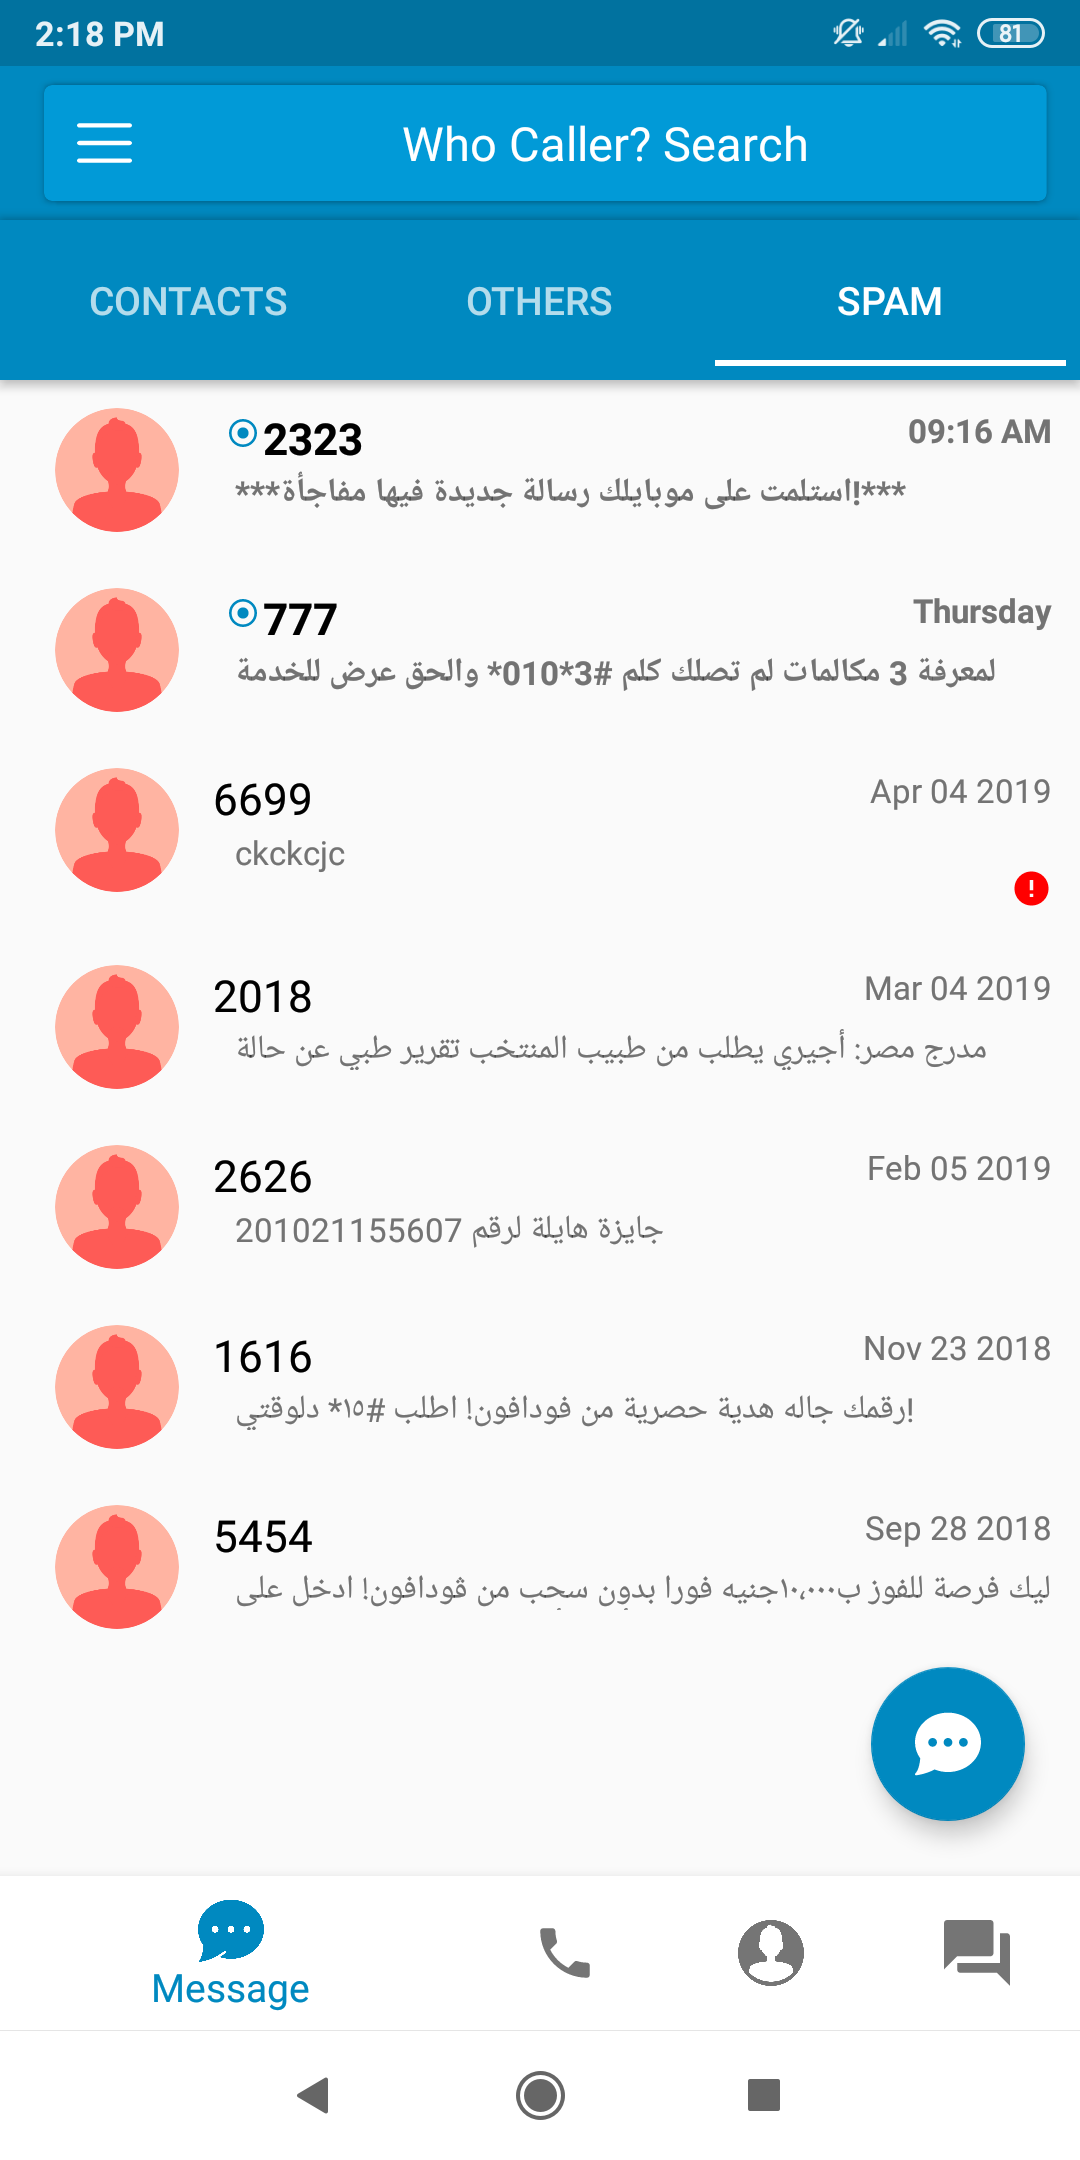 2:18 PM
81
Who Caller? Search
CONTACTS
OTHERS
SPAM
2323
09:16 AM
***!استلمت على موبايلك رسالة جديدة فيها مفاجأة***
777
Thursday
لمعرفة 3 مكالمات لم تصلك كلم #3*010* والحق عرض للخدمة
6699
Apr 04 2019
ckckcjc
2018
Mar 04 2019
مدرج مصر: أجيري يطلب من طبيب المنتخب تقرير طبي عن حالة
2626
Feb 05 2019
جايزة هايلة لرقم 201021155607
1616
Nov 23 2018
!رقمك جاله هدية حصرية من فودافون! اطلب #١٥* دلوقتي
5454
Sep 28 2018
ليك فرصة للفوز ب١٠،٠٠٠جنيه فورا بدون سحب من ڤودافون! ادخل على
Message